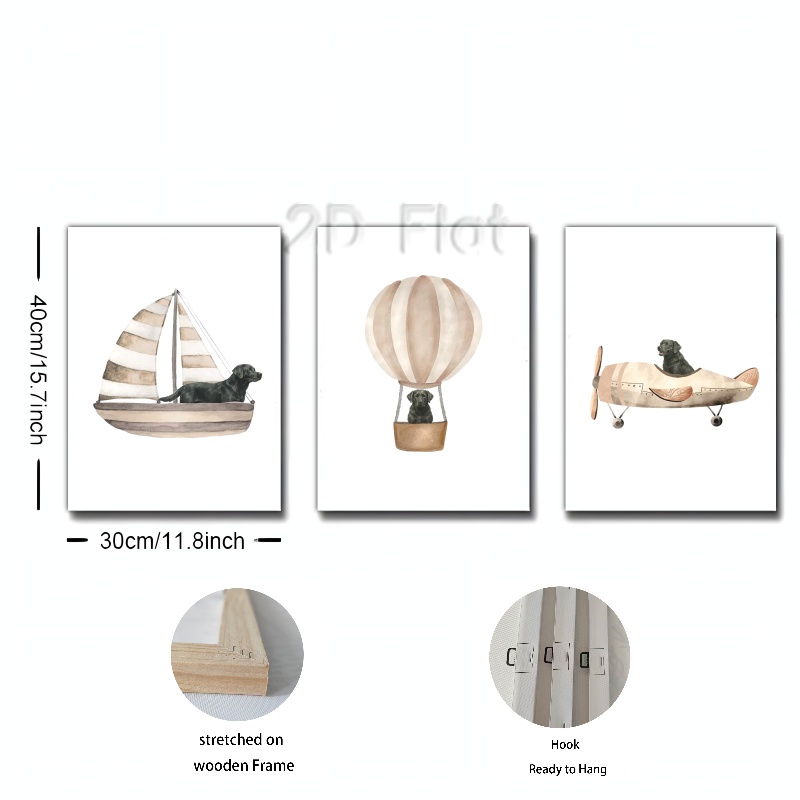 2D Flat
40cm/15.7inch
30cm/11.8inch
stretched on
wooden Frame
Hook
Ready to Hang